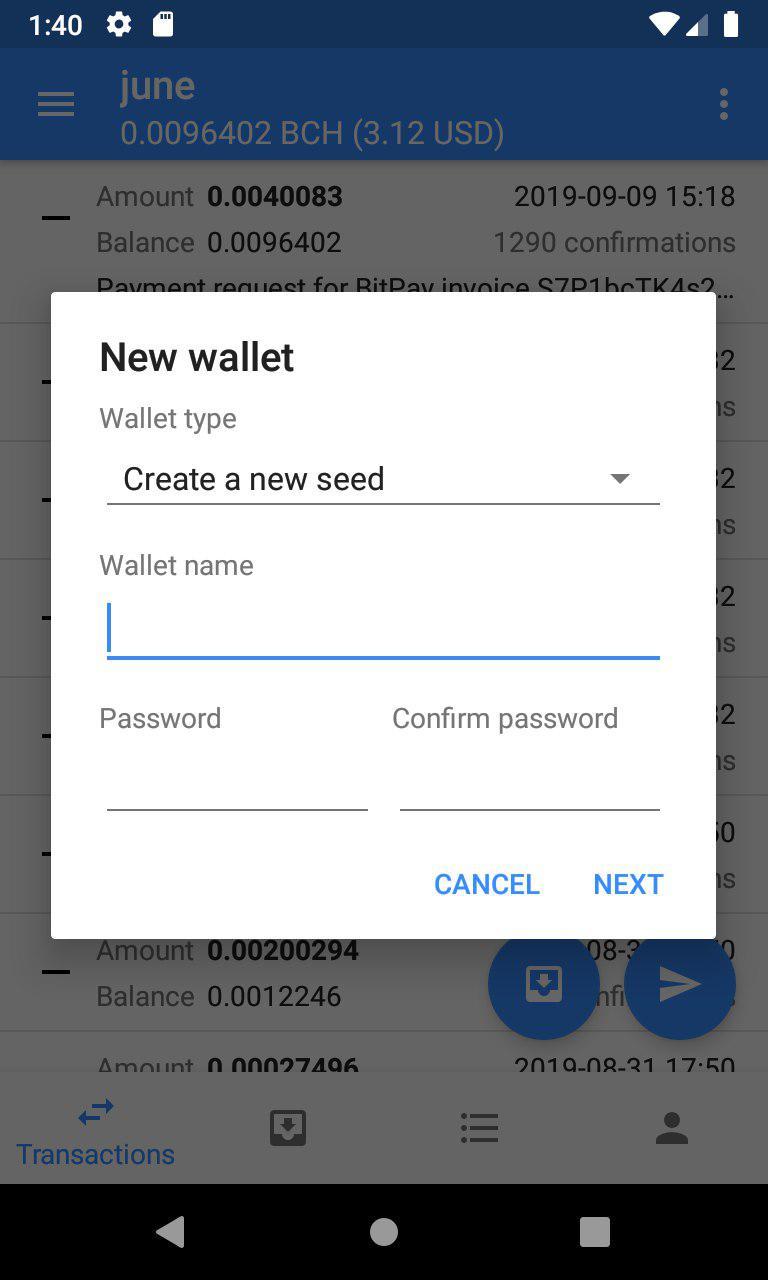 1:40
june
0.0096402 BCH (3.12 USD)
Amount 0.0040083 2019-09-09 15:18
Balance 0.0096402 1290 confirmations
Payment request for BitPay invoice S7P1bcTK4s2...
New wallet
Wallet type
Create a new seed
Wallet name
Password Confirm password
CANCEL NEXT
Amount 0.00200294
Balance 0.0012246
Amount 0.00027496 2019-08-31 17:50
Transactions